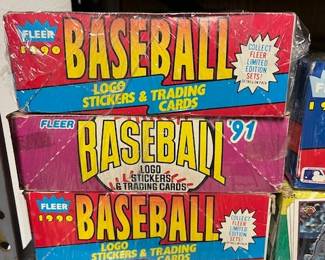 FLEER
1990
BASEBALL
LOGO
STICKERS & TRADING
CARDS
COLLECT
FLEER
LIMITED
EDITION
SETS!
FLEER
BASEBALL
'91
LOGO
STICKERS
& TRADING CARDS
FLEER
1990
BASEBALL
LOGO
STICKERS & TRADING
COLLECT
FLEER
LIMITED
EDITION
SETS!